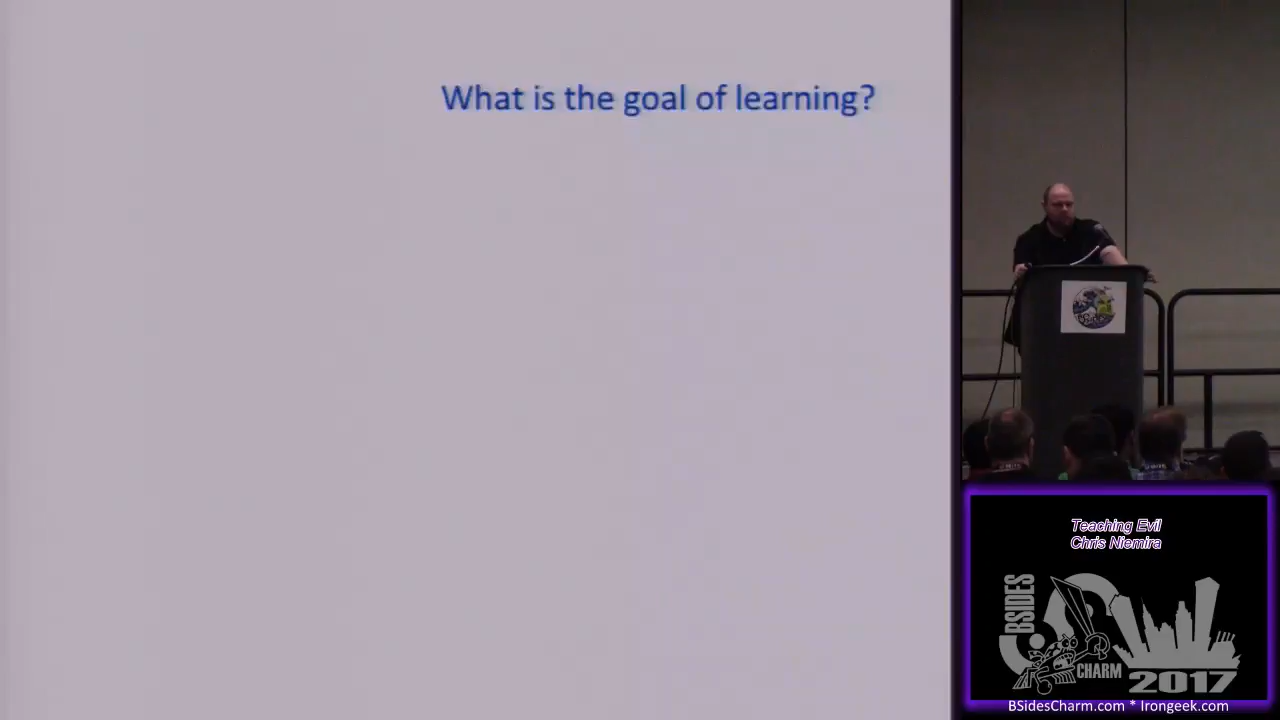 What is the goal of learning?
Teaching Evil
Chris Niemira
BSIDES
CHARM
2017
BSidesCharm.com * Irongeek.com